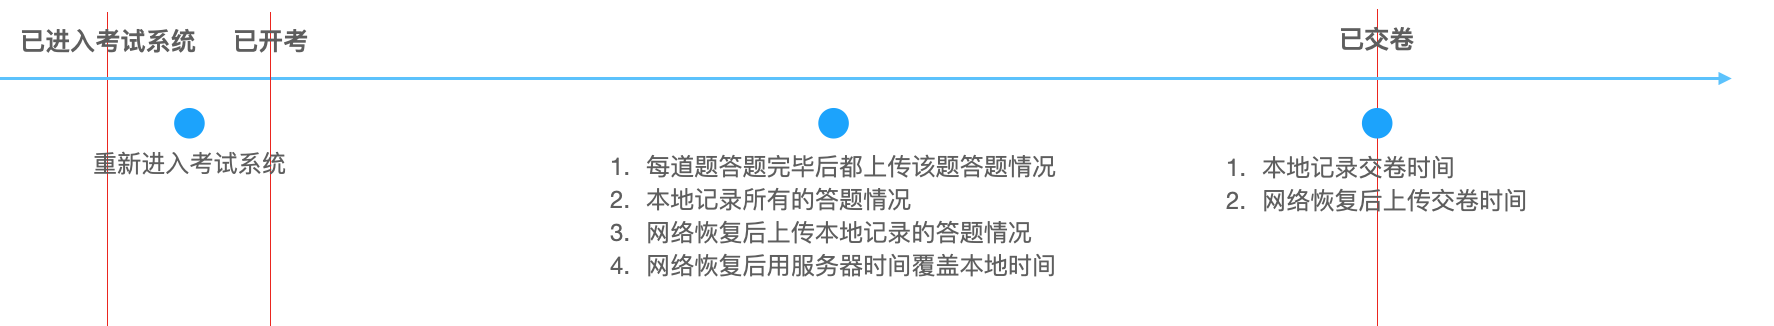 已进入考试系统
已开考
已交卷
重新进入考试系统
1. 每道题答题完毕后都上传该题答题情况
2. 本地记录所有的答题情况
3. 网络恢复后上传本地记录的答题情况
4. 网络恢复后用服务器时间覆盖本地时间
1. 本地记录交卷时间
2. 网络恢复后上传交卷时间